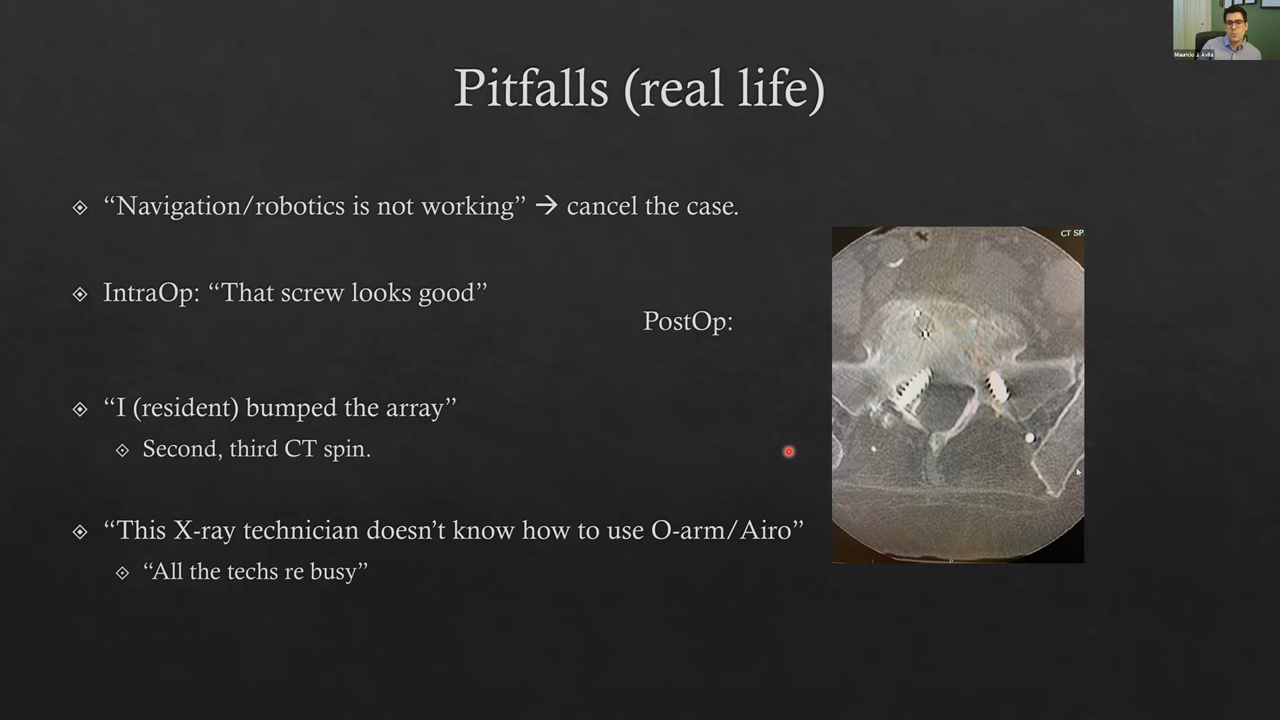 Mauricio J. Avila
Pitfalls (real life)
“Navigation/robotics is not working” → cancel the case.
IntraOp: “That screw looks good”
PostOp:
CT SP
“I (resident) bumped the array”
Second, third CT spin.
“This X-ray technician doesn’t know how to use O-arm/Airo”
“All the techs re busy”